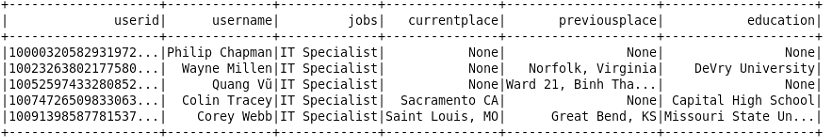 +--------------------+--------------+-------------+---------------+-------------------+--------------------+
| userid| username| jobs| currentplace| previousplace| education|
+--------------------+--------------+-------------+---------------+-------------------+--------------------+
|10000320582931972...|Philip Chapman|IT Specialist| None| None| None|
|10023263802177580...| Wayne Millen|IT Specialist| None| Norfolk, Virginia| DeVry University|
|10052597433280852...| Quang Vũ|IT Specialist| None|Ward 21, Binh Tha...| None|
|10074726509833063...| Colin Tracey|IT Specialist| Sacramento CA| None| Capital High School|
|10091398587781537...| Corey Webb|IT Specialist|Saint Louis, MO| Great Bend, KS|Missouri State Un...|
+--------------------+--------------+-------------+---------------+-------------------+--------------------+